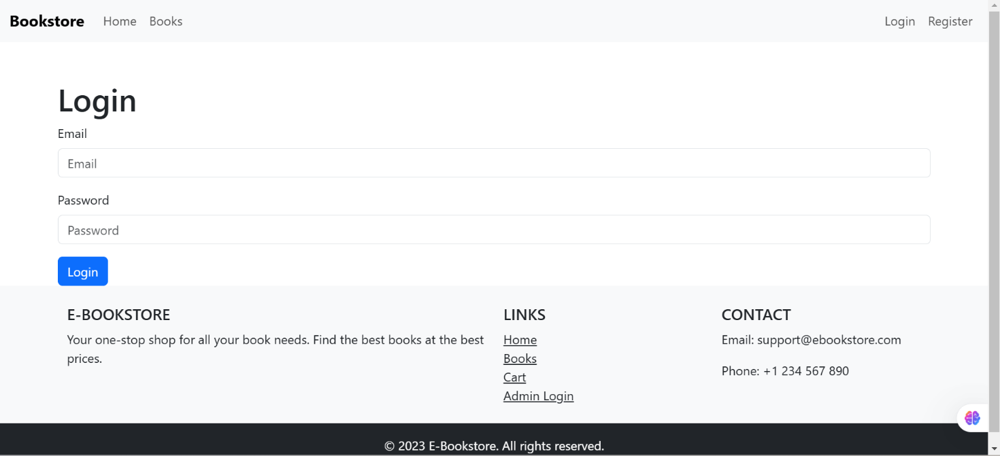 Bookstore Home Books Login Register
Login
Email
Email
Password
Password
Login
E-BOOKSTORE
Your one-stop shop for all your book needs. Find the best books at the best
prices.
LINKS
Home
Books
Cart
Admin Login
CONTACT
Email: support@ebookstore.com
Phone: +1 234 567 890
© 2023 E-Bookstore. All rights reserved.